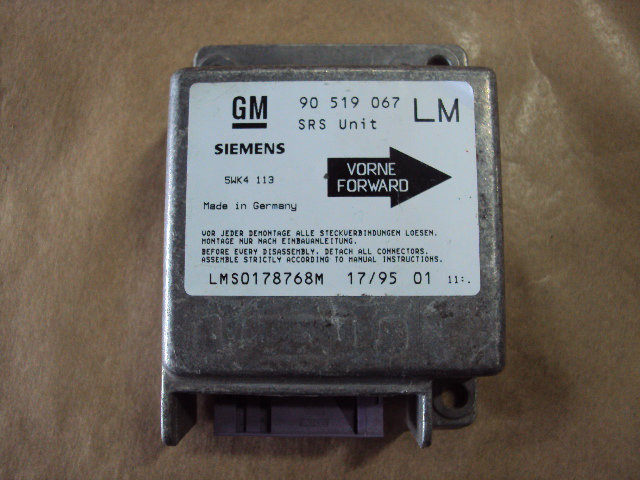 GM 90 519 067 LM
SRS Unit
SIEMENS
5WK4 113
VORNE
FORWARD
Made in Germany
VOR JEDER DEMONTAGE ALLE STECKVERBINDUNGEN LOESEN.
MONTAGE NUR NACH EINBAUANLEITUNG.
BEFORE EVERY DISASSEMBLY, DETACH ALL CONNECTORS.
ASSEMBLE STRICTLY ACCORDING TO MANUAL INSTRUCTIONS.
LMS0178768M 17/95 01 11:.